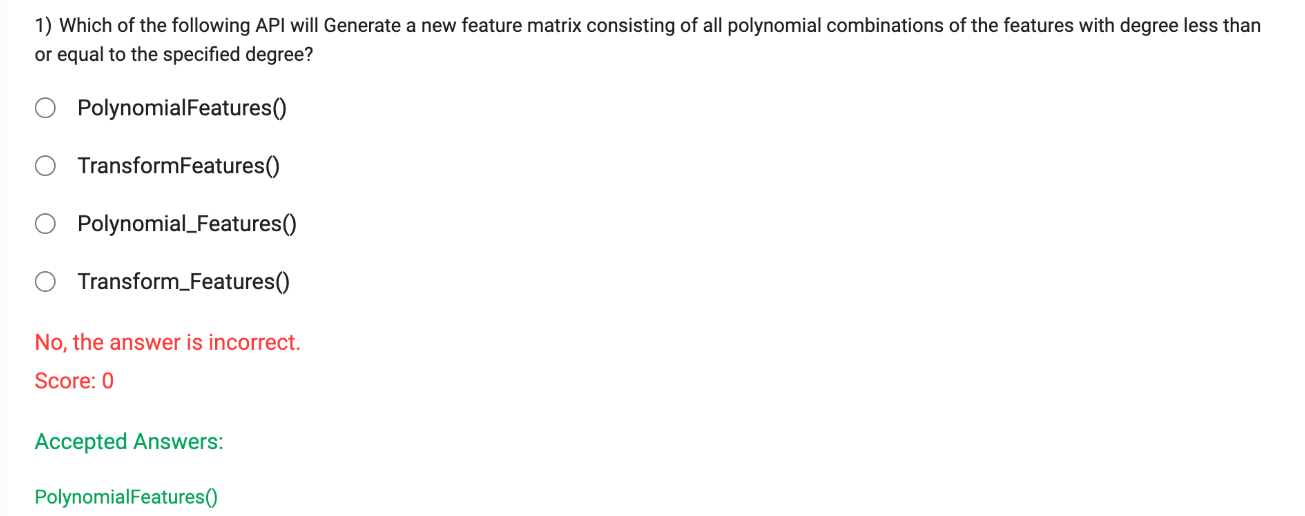 1) Which of the following API will Generate a new feature matrix consisting of all polynomial combinations of the features with degree less than
or equal to the specified degree?
PolynomialFeatures()
TransformFeatures()
Polynomial_Features()
Transform_Features()
No, the answer is incorrect.
Score: 0
Accepted Answers:
PolynomialFeatures()